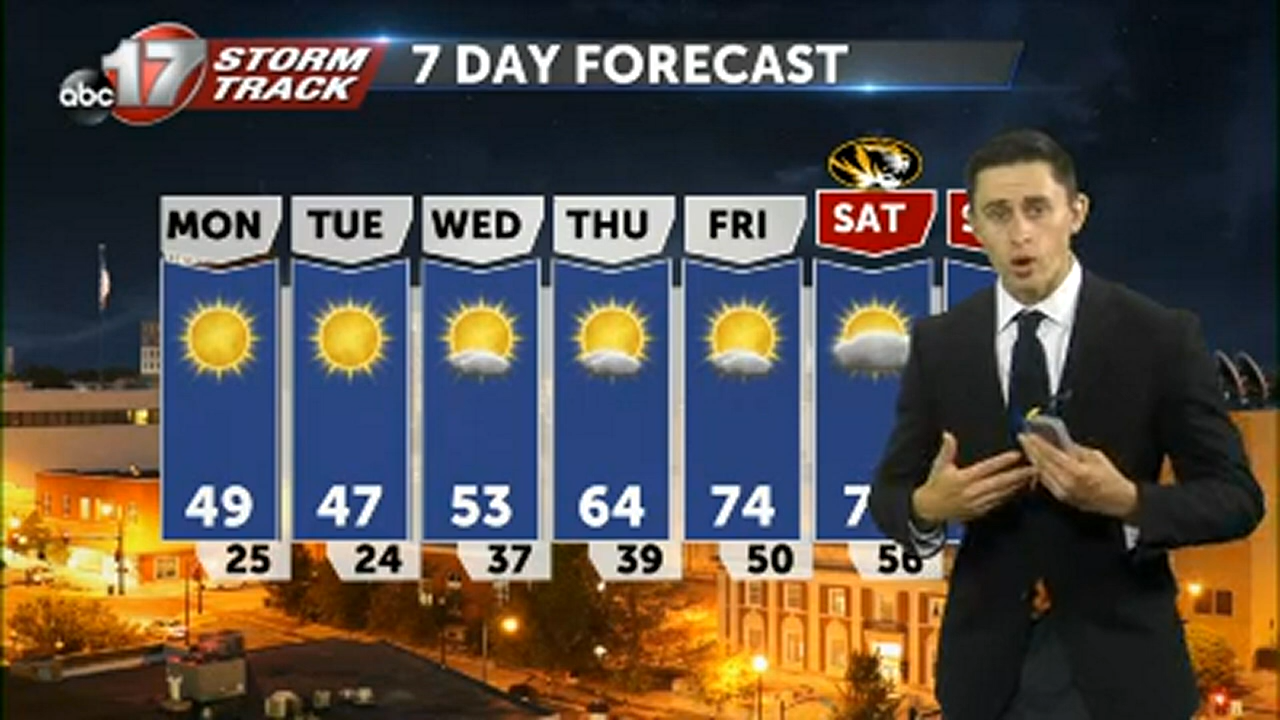 abc 17 STORM TRACK
7 DAY FORECAST
MON TUE WED THU FRI SAT S
49 47 53 64 74 7
25 24 37 39 50 56